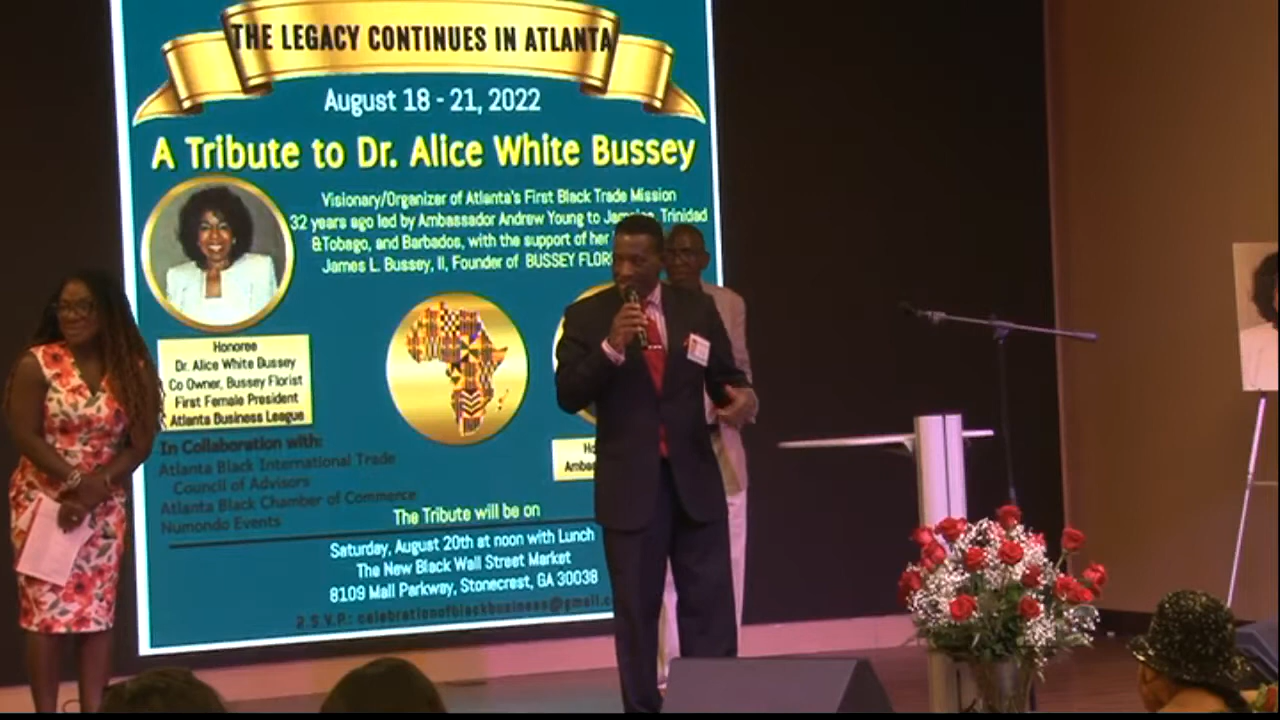 THE LEGACY CONTINUES IN ATLANTA
August 18 - 21, 2022
A Tribute to Dr. Alice White Bussey
Visionary/Organizer of Atlanta's First Black Trade Mission
32 years ago led by Ambassador Andrew Young to Trinidad
&Tobago, and Barbados, with the support of her
James L. Bussey, II, Founder of BUSSEY
Honoree
Dr. Alice White Bussey
Co Owner, Bussey Florist
First Female President
Atlanta Business League
In Collaboration with:
Atlanta Black International Trade
Council of Advisors
Atlanta Black Chamber of Commerce
Numondo Events
The Tribute will be on
Saturday, August 20th at noon with Lunch
The New Black Wall Street Market
8109 Mall Parkway, Stonecrest, GA 30038
R.S.V.P.: celebrationofblackbusiness@gmail.c